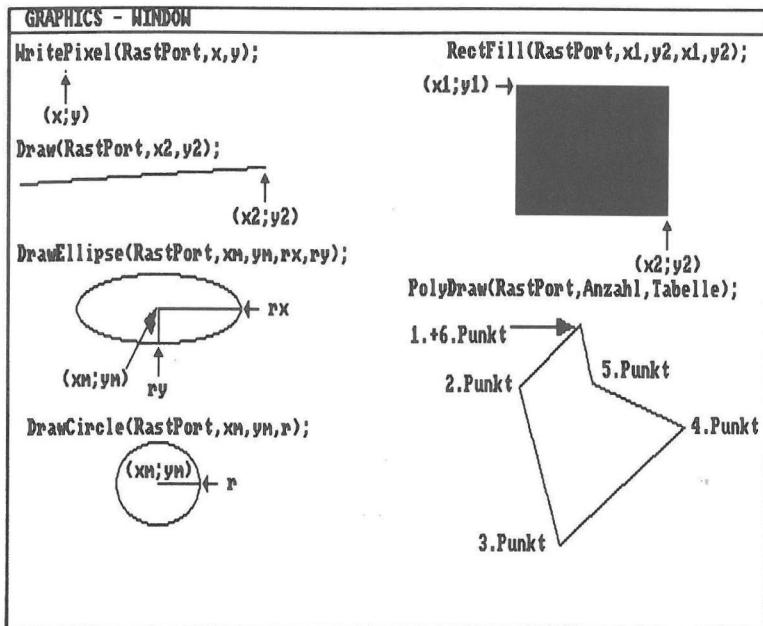 GRAPHICS - WINDOW
WritePixel(RastPort,x,y);
(x;y)
Draw(RastPort,x2,y2);
(x2;y2)
DrawEllipse(RastPort,xm,ym,rx,ry);
rx
(xm;ym)
ry
DrawCircle(RastPort,xm,ym,r);
(xm;ym)
r
RectFill(RastPort,x1,y2,x1,y2);
(x1;y1)
(x2;y2)
PolyDraw(RastPort,Anzahl,Tabelle);
1.+6.Punkt
2.Punkt
5.Punkt
4.Punkt
3.Punkt